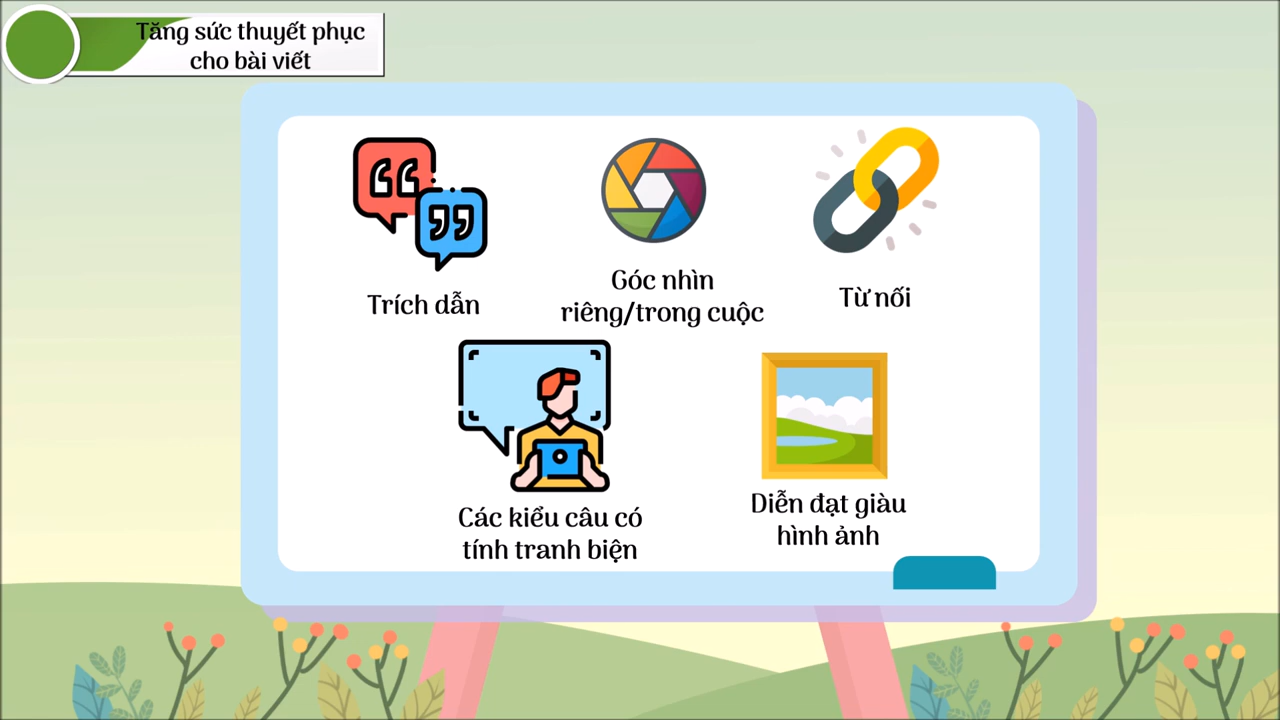 Tăng sức thuyết phục
cho bài viết
Trích dẫn
Góc nhìn
riêng/trong cuộc
Từ nối
Các kiểu câu có
tính tranh biện
Diễn đạt giàu
hình ảnh